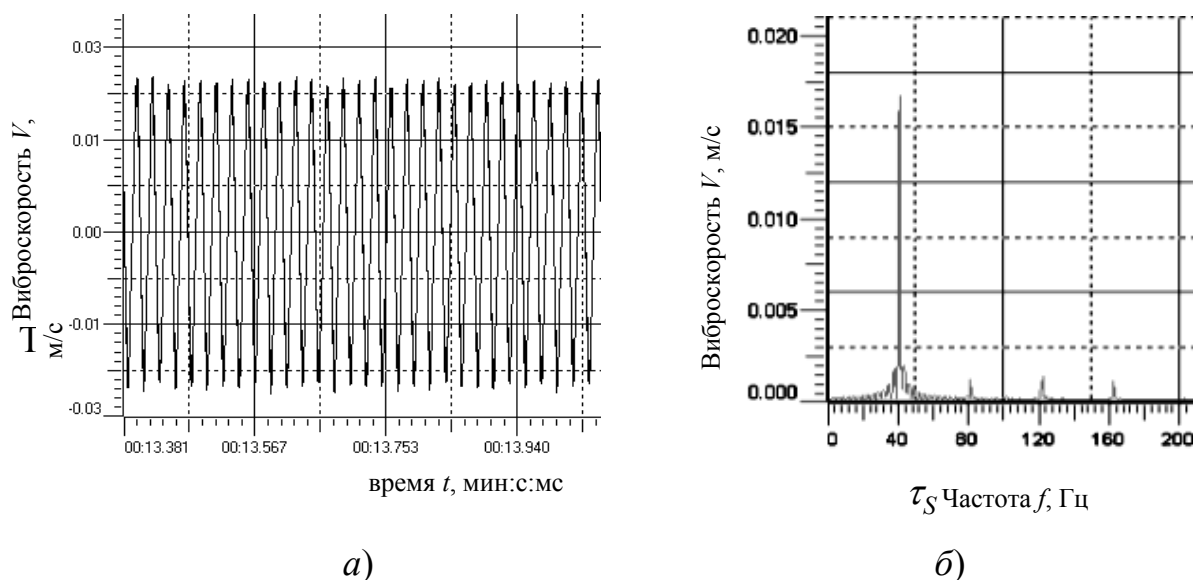 Виброскорость V,
м/с
0.03
0.01
0.00
-0.01
-0.03
00:13.381 00:13.567 00:13.753 00:13.940
время t, мин:с:мс
а)
Виброскорость V, м/с
0.020
0.015
0.010
0.005
0.000
0 40 80 120 160 200
τS Частота f, Гц
б)